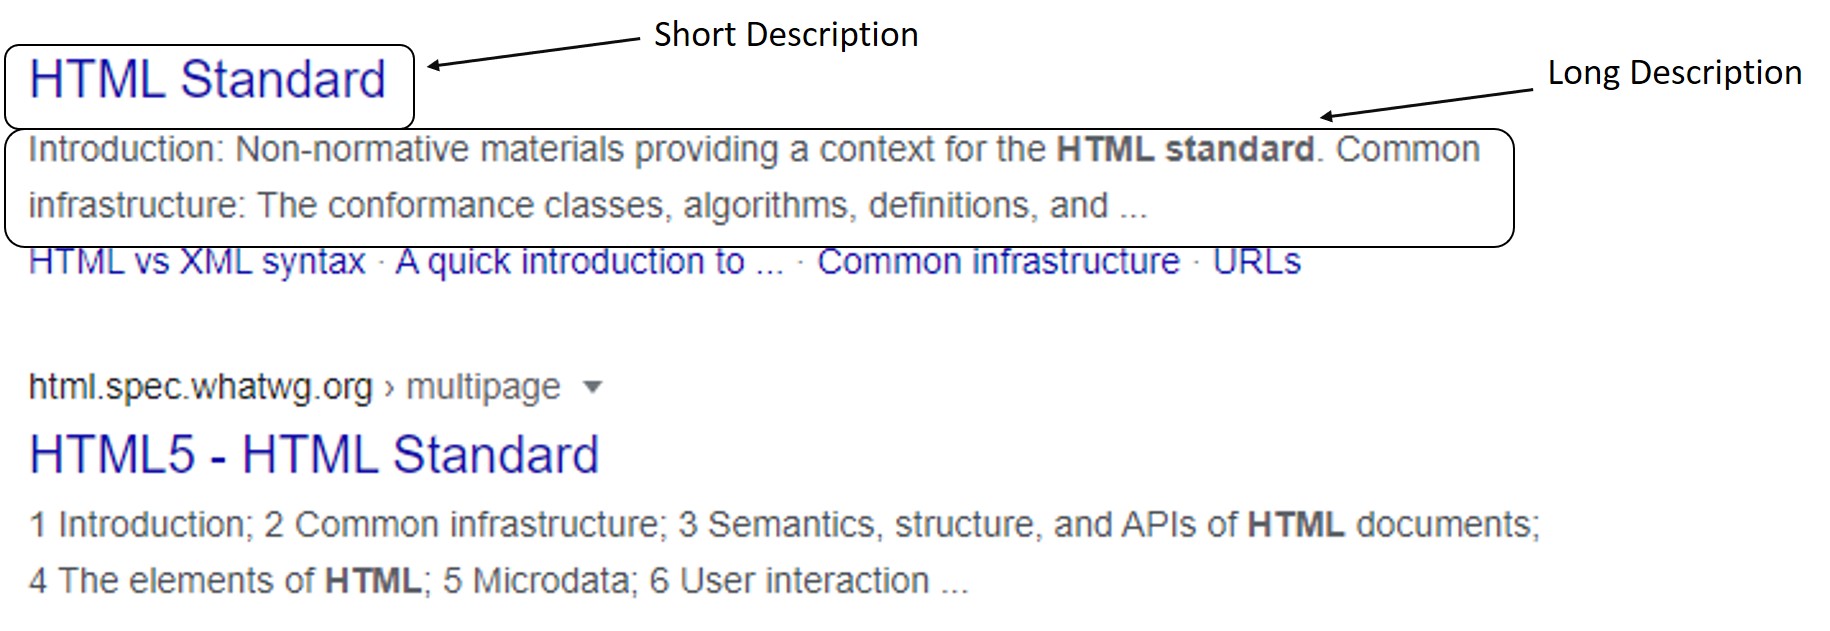 Short Description
Long Description
HTML Standard
Introduction: Non-normative materials providing a context for the HTML standard. Common
infrastructure: The conformance classes, algorithms, definitions, and ...
HTML vs XML syntax · A quick introduction to ... · Common infrastructure · URLs
html.spec.whatwg.org › multipage
HTML5 - HTML Standard
1 Introduction; 2 Common infrastructure; 3 Semantics, structure, and APIs of HTML documents;
4 The elements of HTML; 5 Microdata; 6 User interaction ...